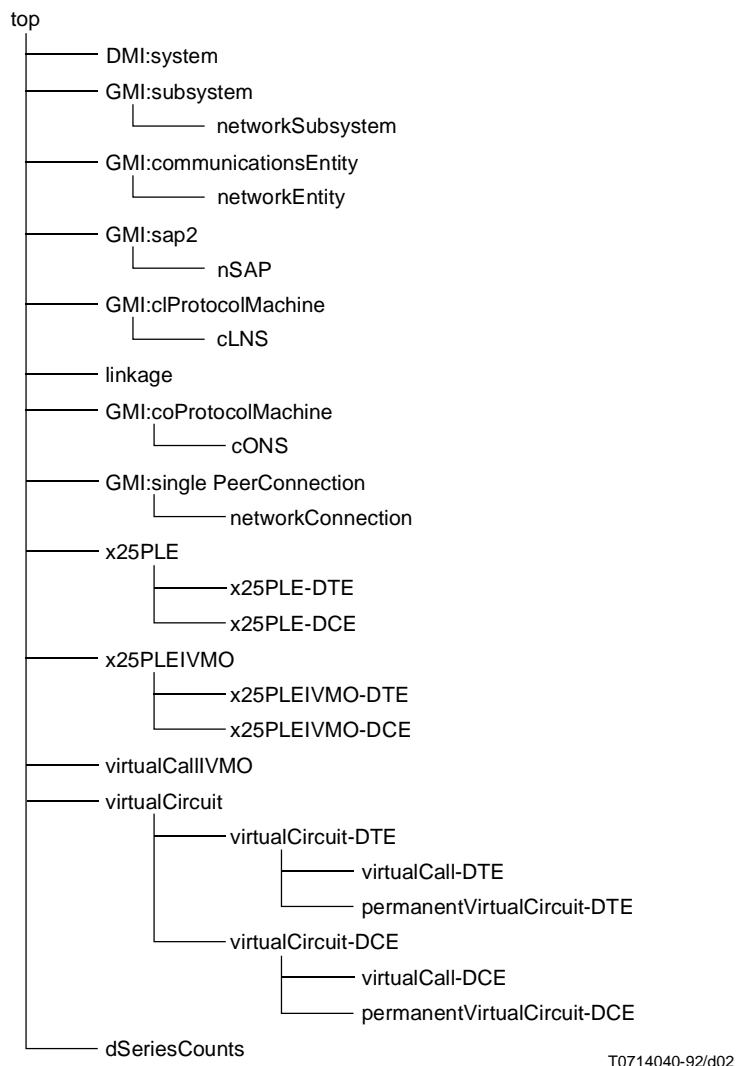 top
DMI:system
GMI:subsystem
networkSubsystem
GMI:communicationsEntity
networkEntity
GMI:sap2
nSAP
GMI:clProtocolMachine
cLNS
linkage
GMI:coProtocolMachine
cONS
GMI:single PeerConnection
networkConnection
x25PLE
x25PLE-DTE
x25PLE-DCE
x25PLEIVMO
x25PLEIVMO-DTE
x25PLEIVMO-DCE
virtualCallIVMO
virtualCircuit
virtualCircuit-DTE
virtualCall-DTE
permanentVirtualCircuit-DTE
virtualCircuit-DCE
virtualCall-DCE
permanentVirtualCircuit-DCE
dSeriesCounts
T0714040-92/d02